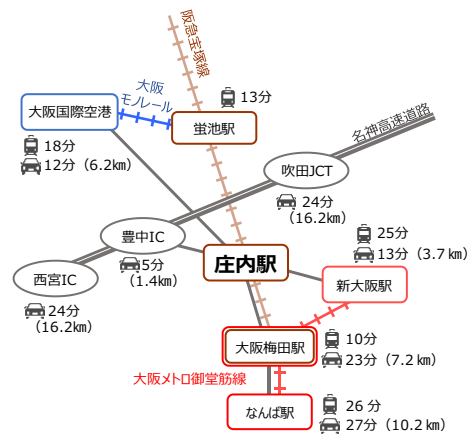 阪急宝塚線
大阪
モノレール
13分
大阪国際空港
蛍池駅
名神高速道路
18分
12分（6.2㎞）
吹田JCT
24分
（16.2㎞）
豊中IC
25分
13分（3.7㎞）
庄内駅
5分
（1.4㎞）
西宮IC
新大阪駅
24分
（16.2㎞）
10分
大阪梅田駅
23分（7.2㎞）
大阪メトロ御堂筋線
なんば駅
26分
27分（10.2㎞）